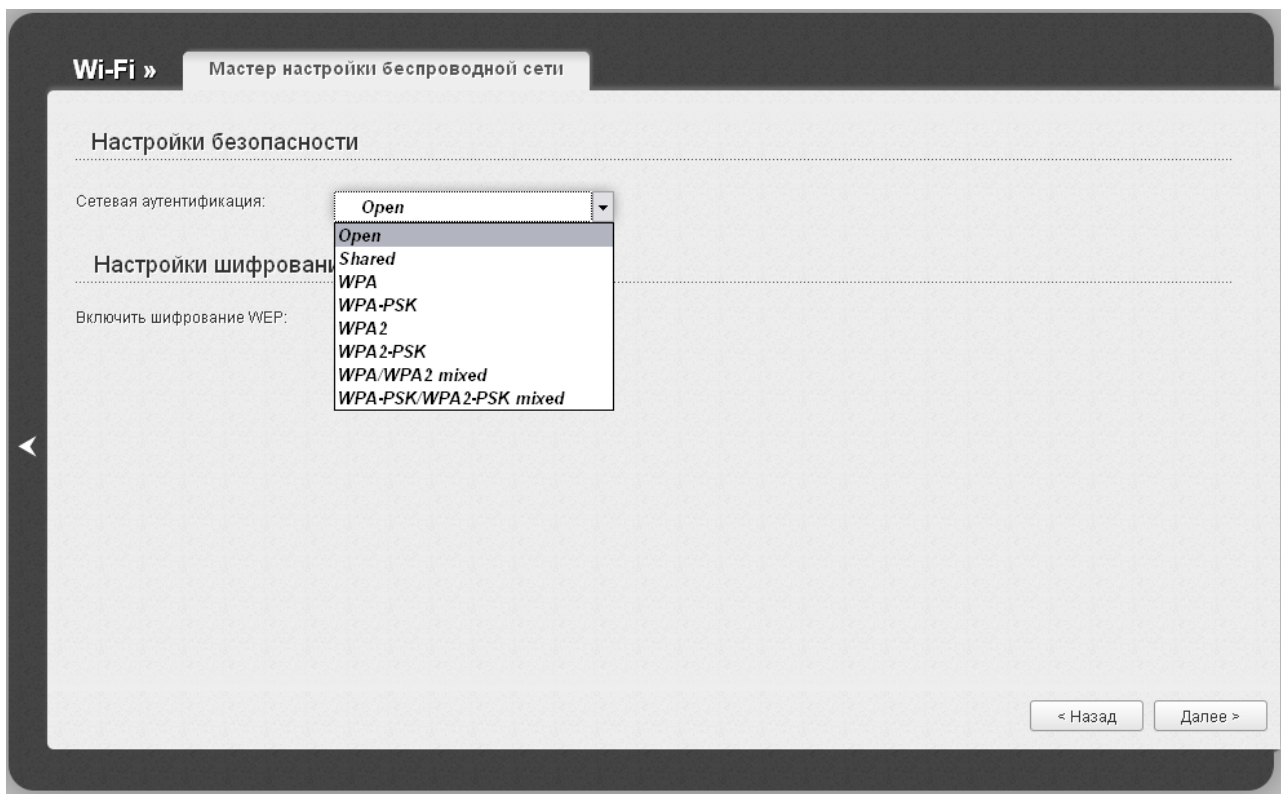 Wi-Fi »
Мастер настройки беспроводной сети
Настройки безопасности
Сетевая аутентификация:
Open
Open
Shared
WPA
WPA-PSK
WPA2
WPA2-PSK
WPA/WPA2 mixed
WPA-PSK/WPA2-PSK mixed
Настройки шифровани
Включить шифрование WEP:
< Назад
Далее >